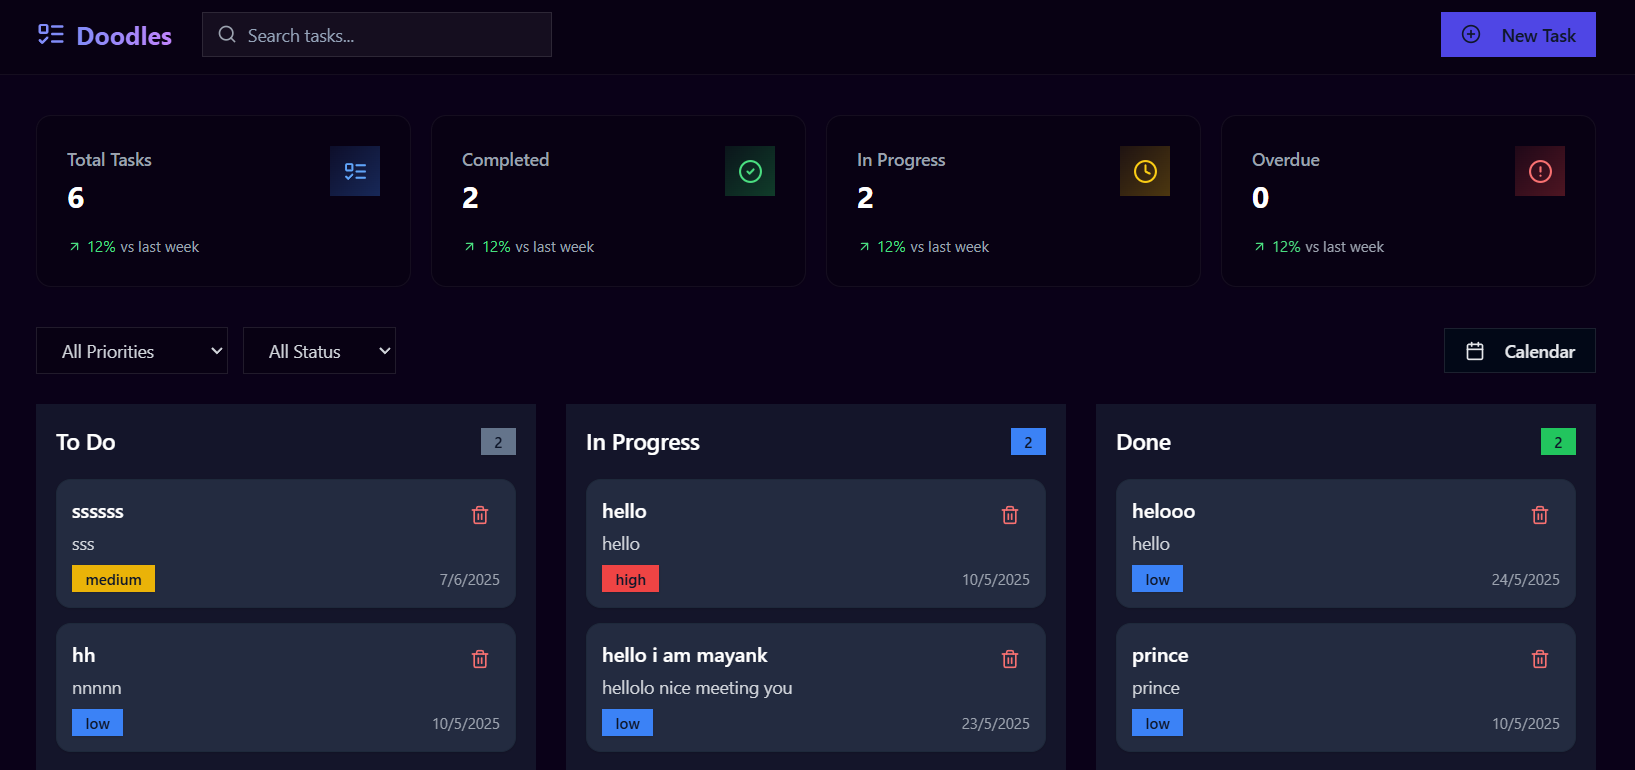 Doodles
Search tasks...
New Task
Total Tasks
6
12% vs last week
Completed
2
12% vs last week
In Progress
2
12% vs last week
Overdue
0
12% vs last week
All Priorities
All Status
Calendar
To Do 2
ssssss
sss
medium 7/6/2025
hh
nnnnn
low 10/5/2025
In Progress 2
hello
hello
high 10/5/2025
hello i am mayank
hellolo nice meeting you
low 23/5/2025
Done 2
helooo
hello
low 24/5/2025
prince
prince
low 10/5/2025